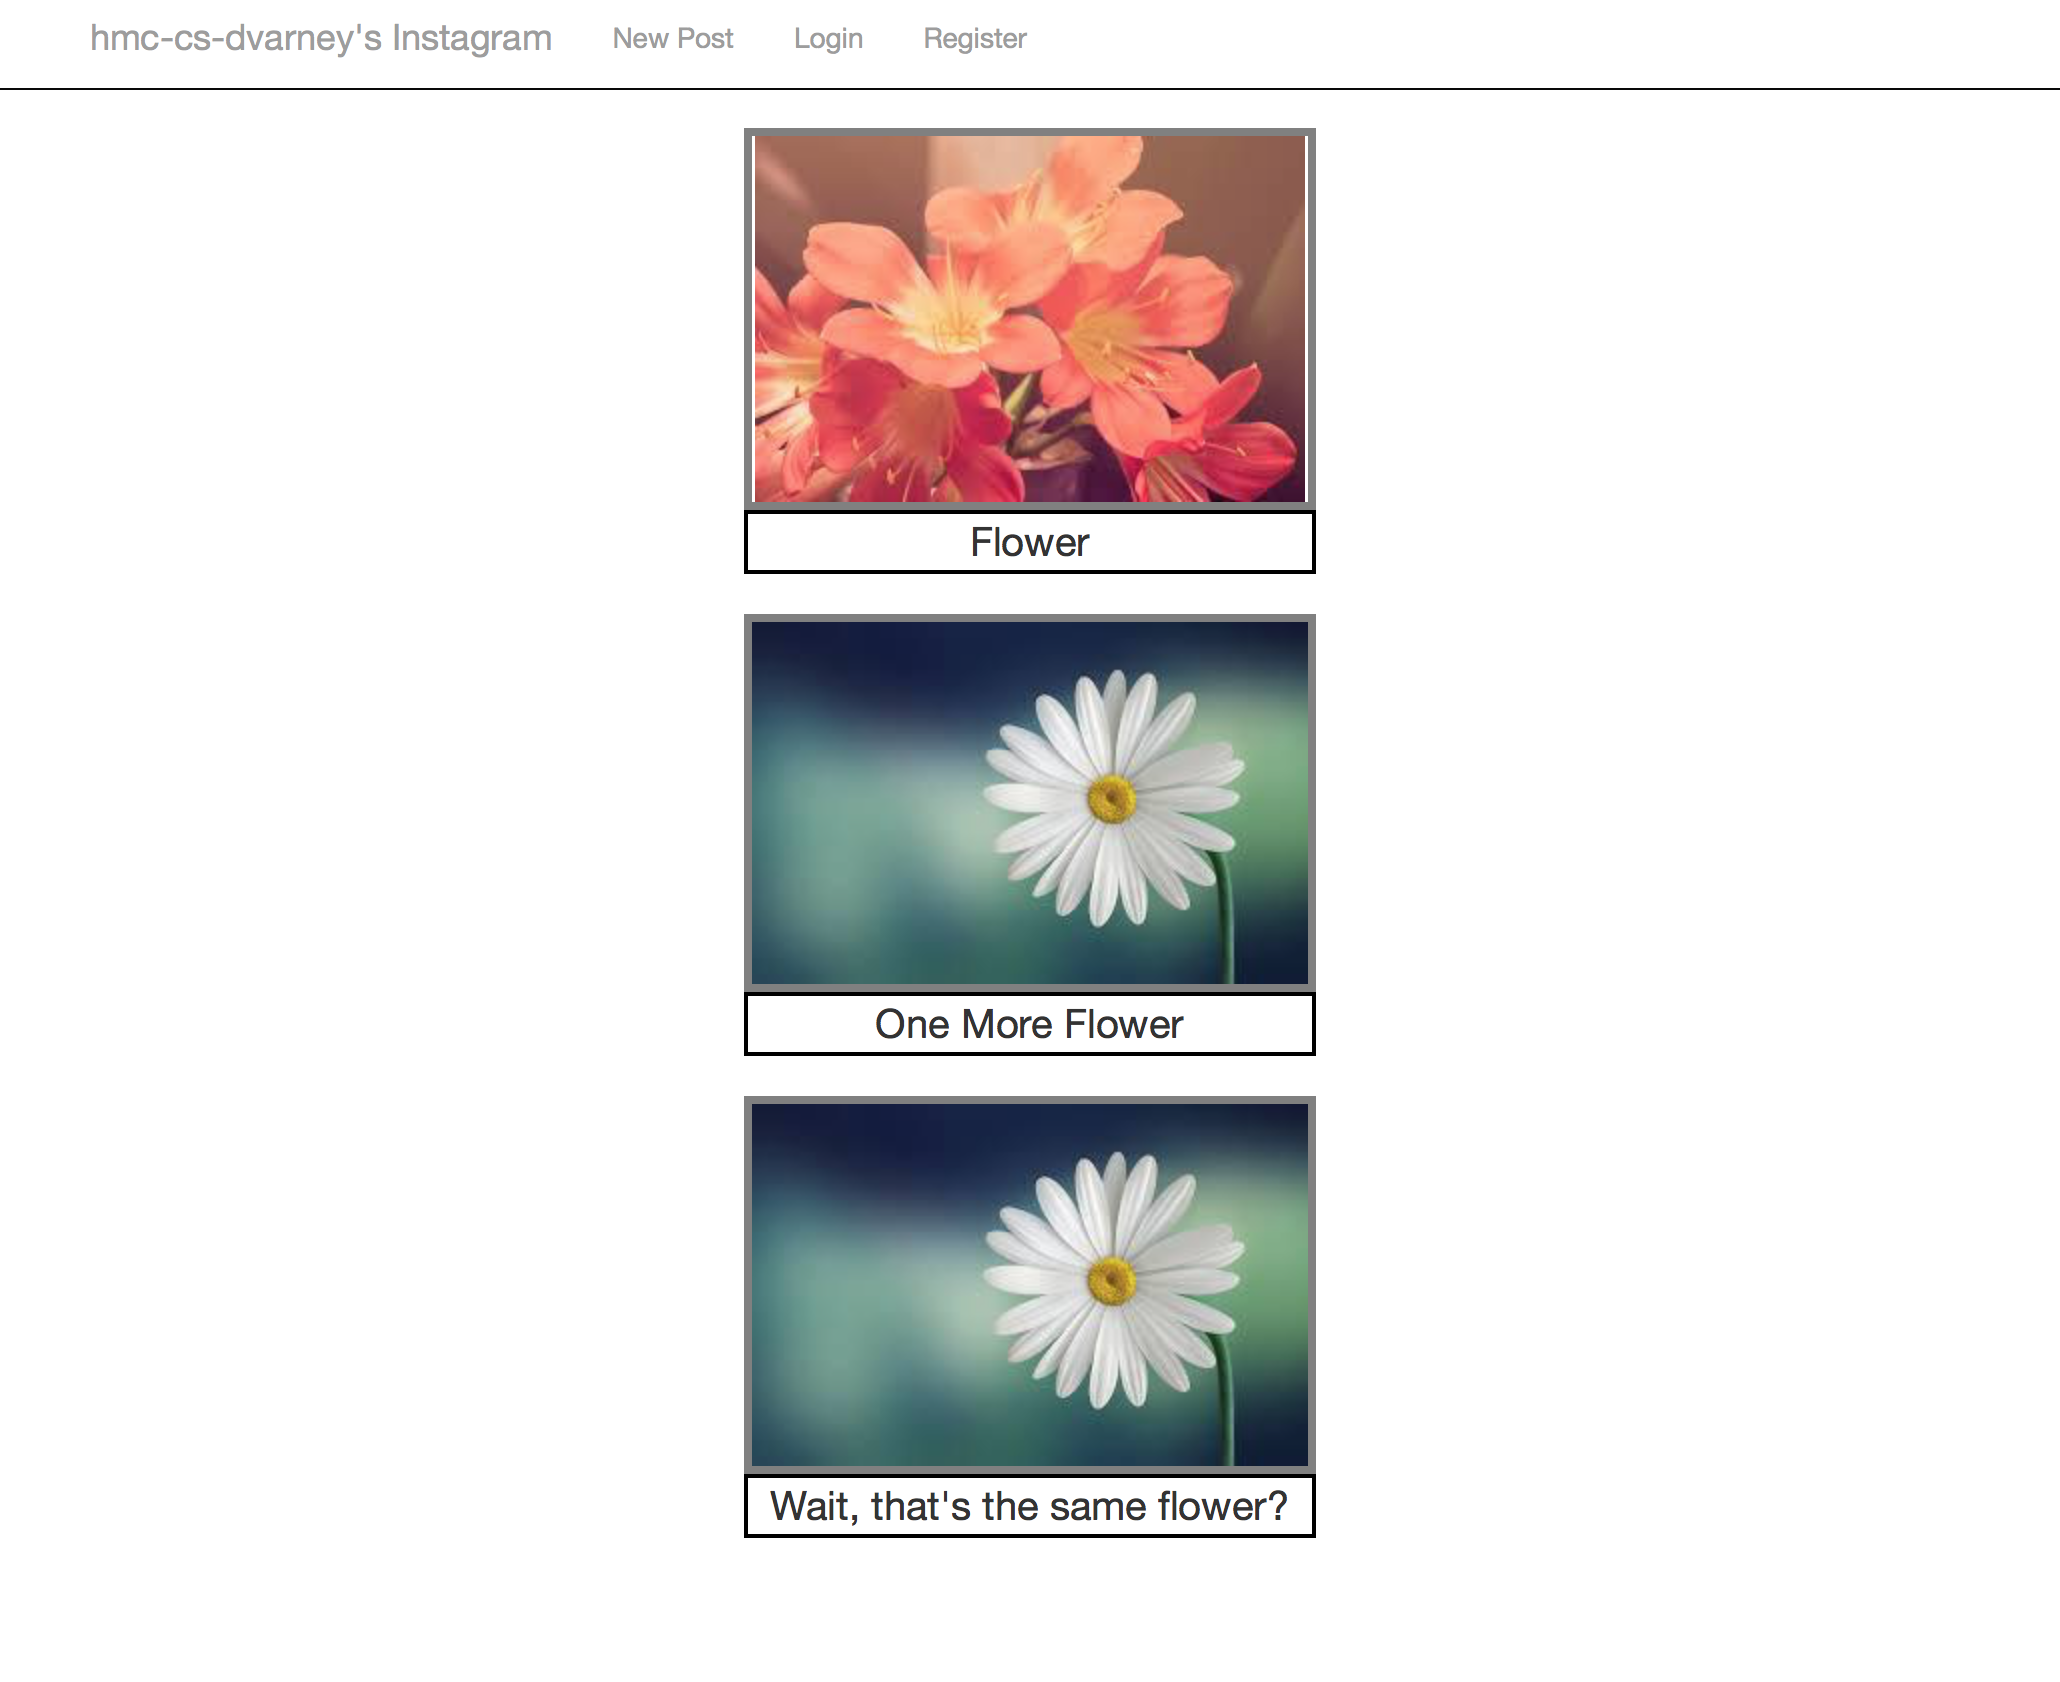 hmc-cs-dvarney's Instagram New Post Login Register
Flower
One More Flower
Wait, that's the same flower?